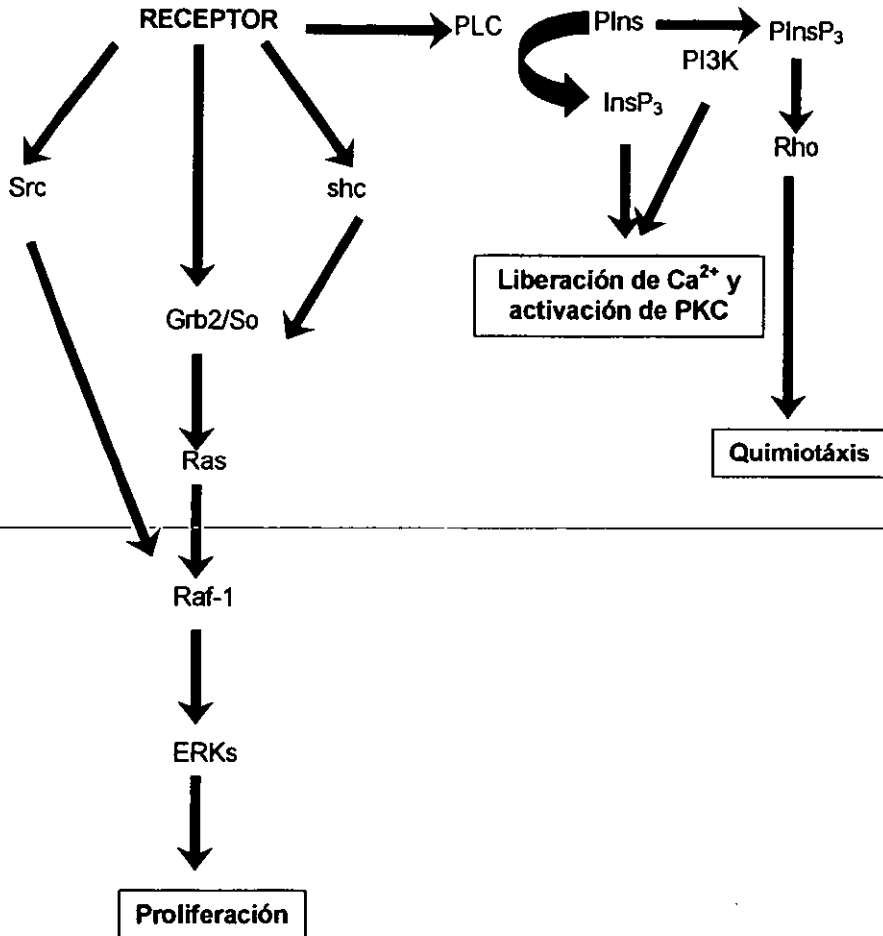 RECEPTOR
PLC
PIns
PInsP₃
PI3K
InsP₃
Rho
Src
shc
Liberación de Ca²⁺ y
activación de PKC
Grb2/So
Quimiotáxis
Ras
Raf-1
ERKs
Proliferación